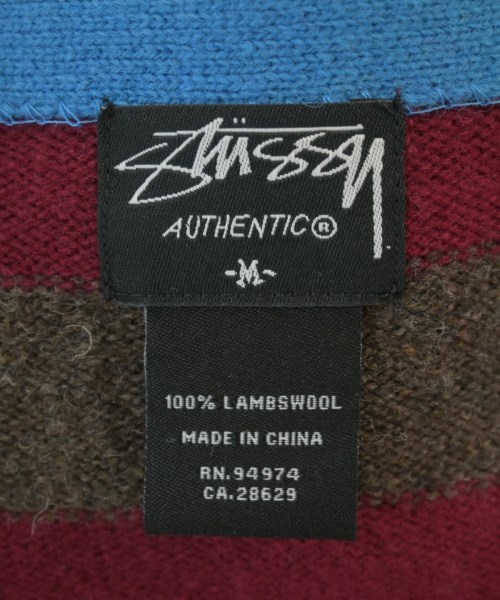 Stüssy
AUTHENTIC®
-M-
100% LAMBSWOOL
MADE IN CHINA
RN.94974
CA.28629